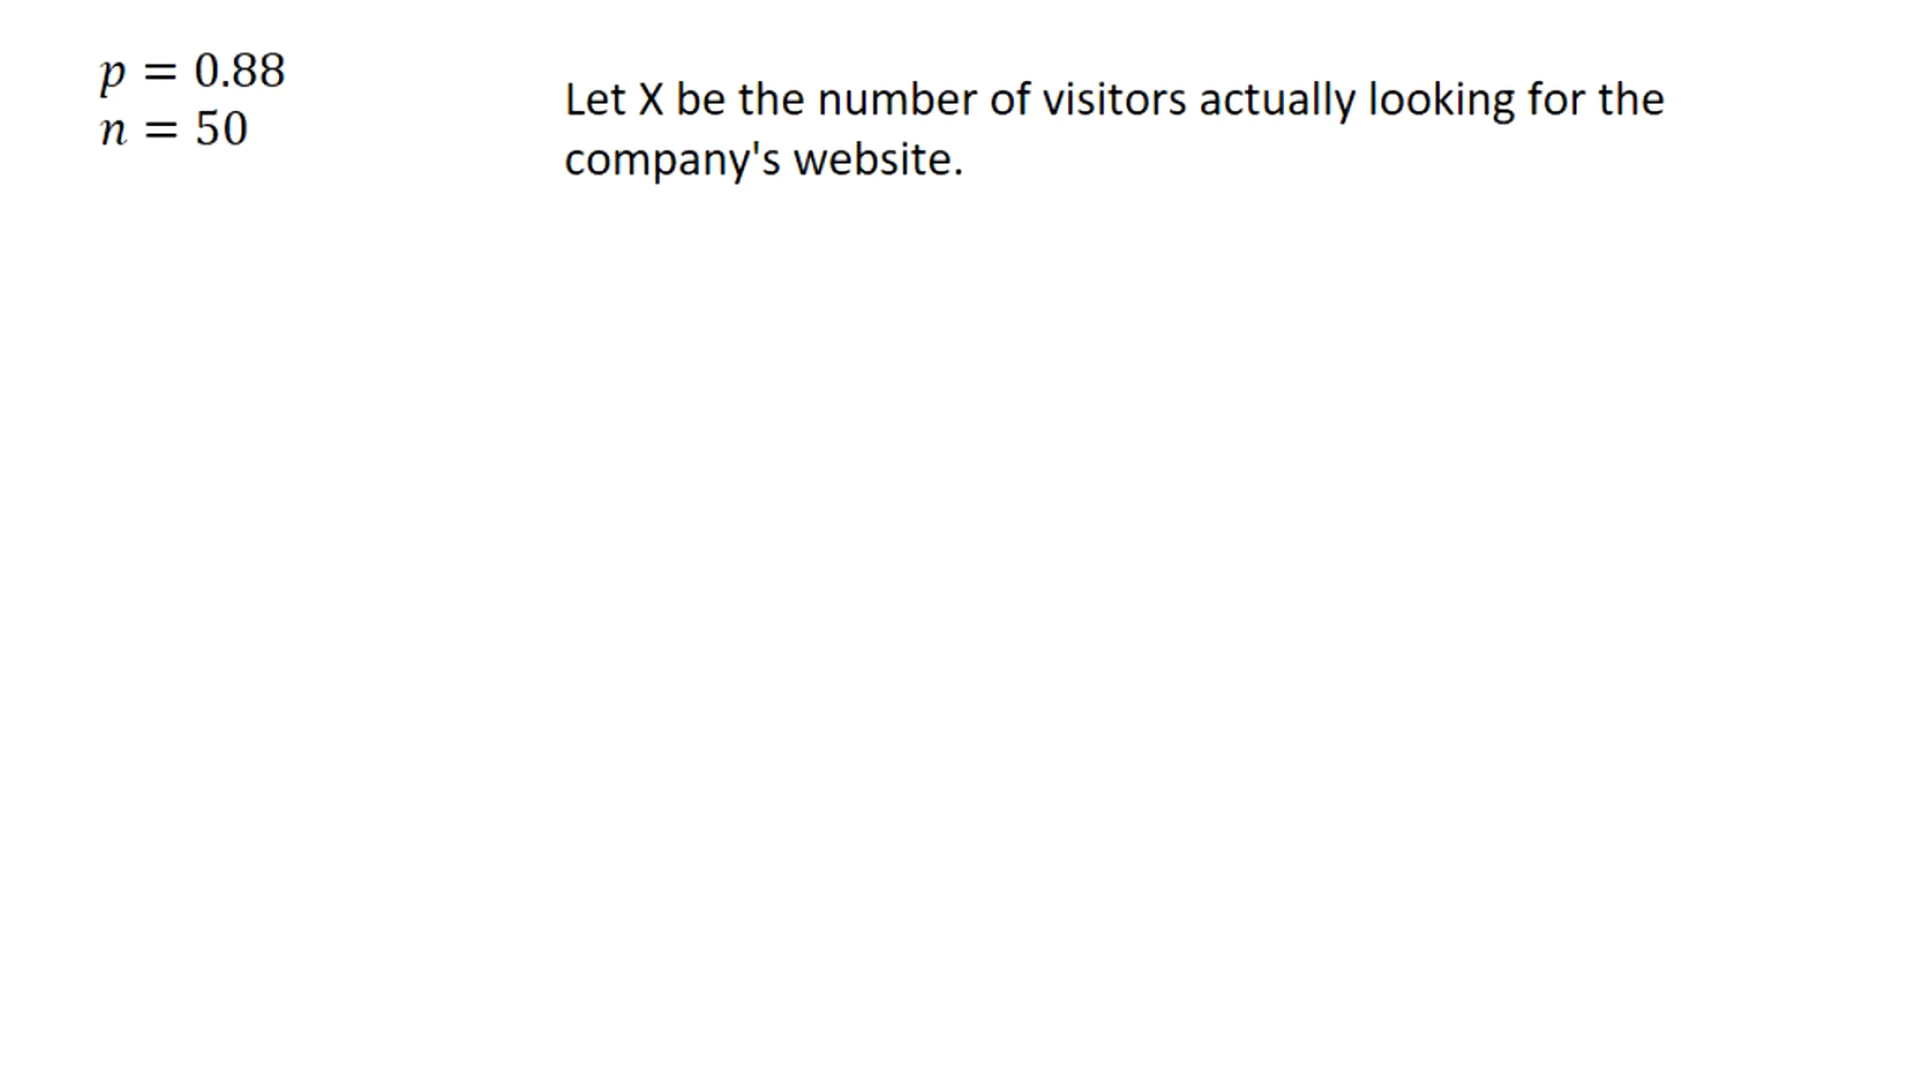 p = 0.88
n = 50
Let X be the number of visitors actually looking for the
company's website.